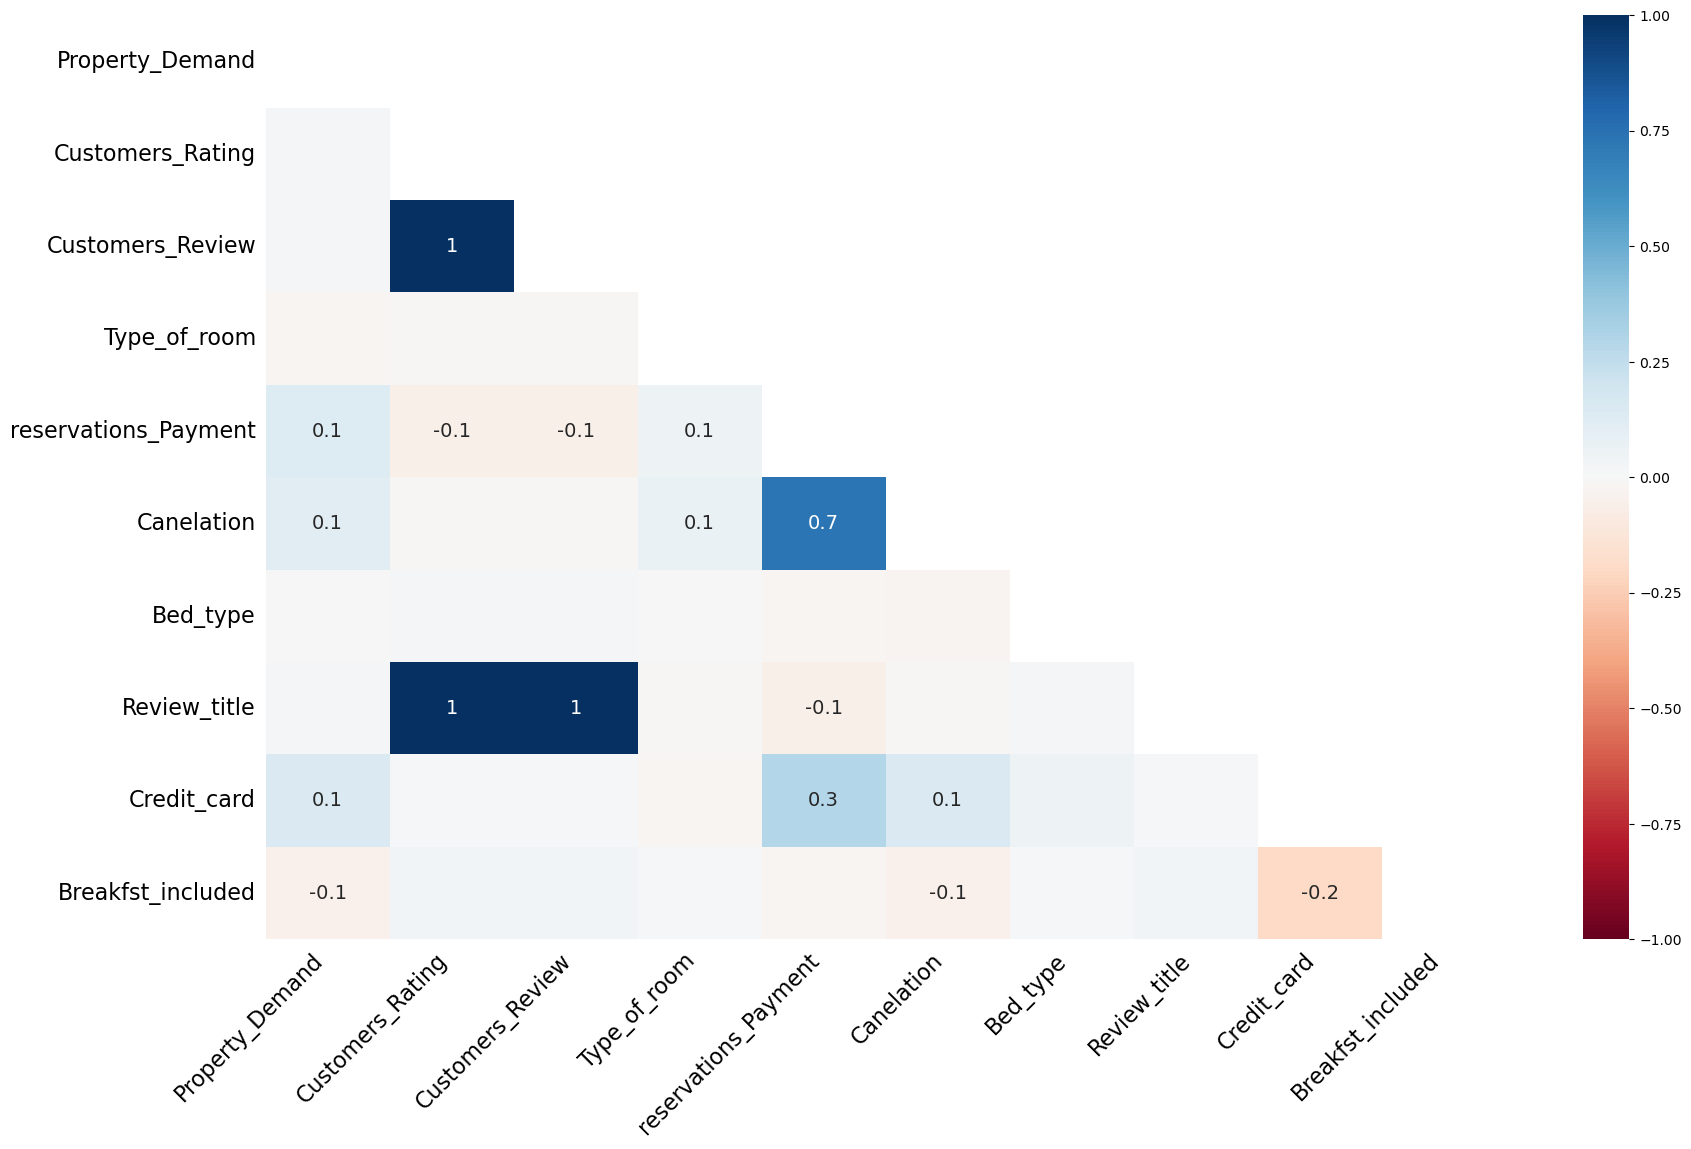 Property_Demand
Customers_Rating
Customers_Review 1
Type_of_room
reservations_Payment 0.1 -0.1 -0.1 0.1
Canelation 0.1 0.1 0.7
Bed_type
Review_title 1 1 -0.1
Credit_card 0.1 0.3 0.1
Breakfst_included -0.1 -0.1 -0.2
Property_Demand
Customers_Rating
Customers_Review
Type_of_room
reservations_Payment
Canelation
Bed_type
Review_title
Credit_card
Breakfst_included
1.00
0.75
0.50
0.25
0.00
−0.25
−0.50
−0.75
−1.00